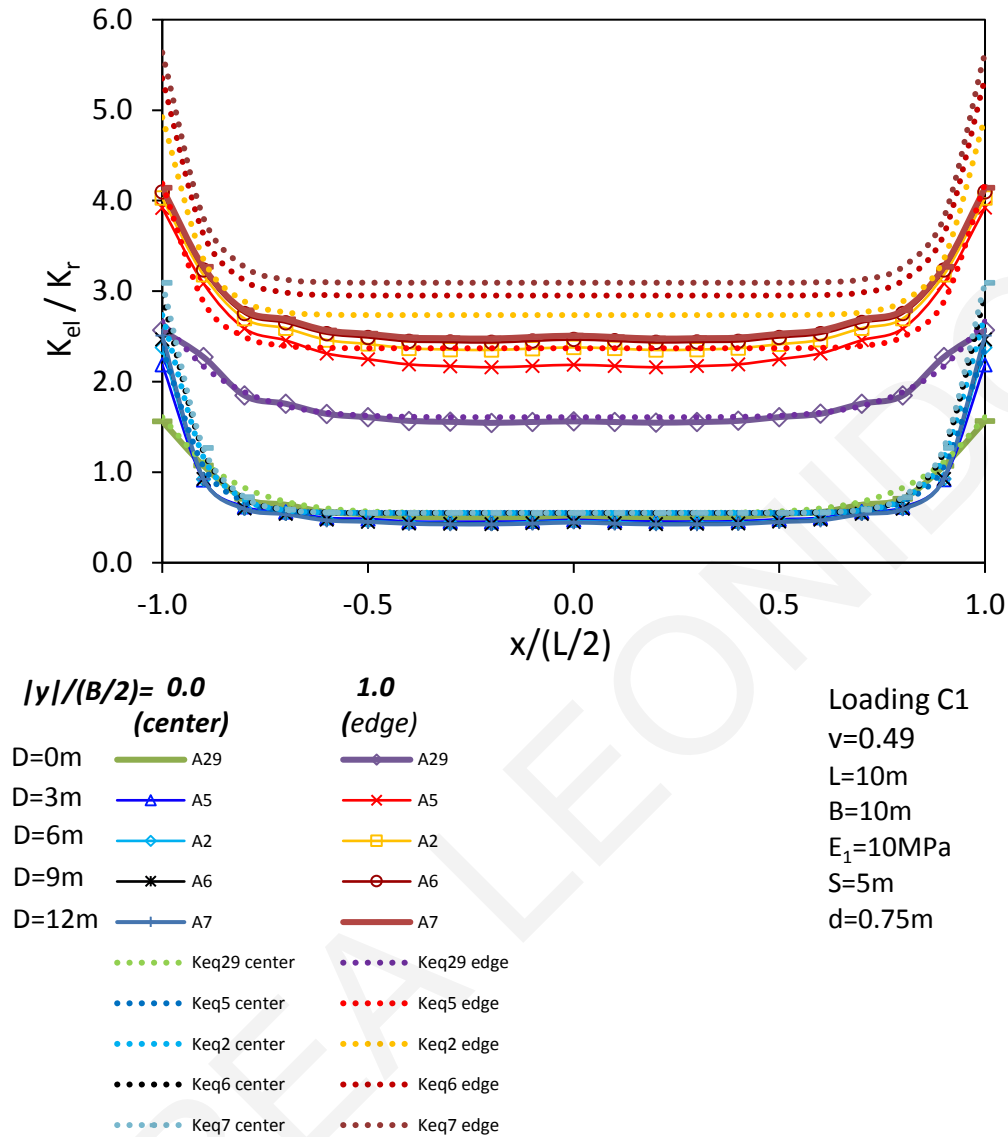 6.0
5.0
4.0
3.0
2.0
1.0
0.0
K_el / K_r
-1.0 -0.5 0.0 0.5 1.0
x/(L/2)
|y|/(B/2)= 0.0 1.0
(center) (edge)
D=0m A29 A29
D=3m A5 A5
D=6m A2 A2
D=9m A6 A6
D=12m A7 A7
Keq29 center Keq29 edge
Keq5 center Keq5 edge
Keq2 center Keq2 edge
Keq6 center Keq6 edge
Keq7 center Keq7 edge
Loading C1
v=0.49
L=10m
B=10m
E₁=10MPa
S=5m
d=0.75m
EA LEONID